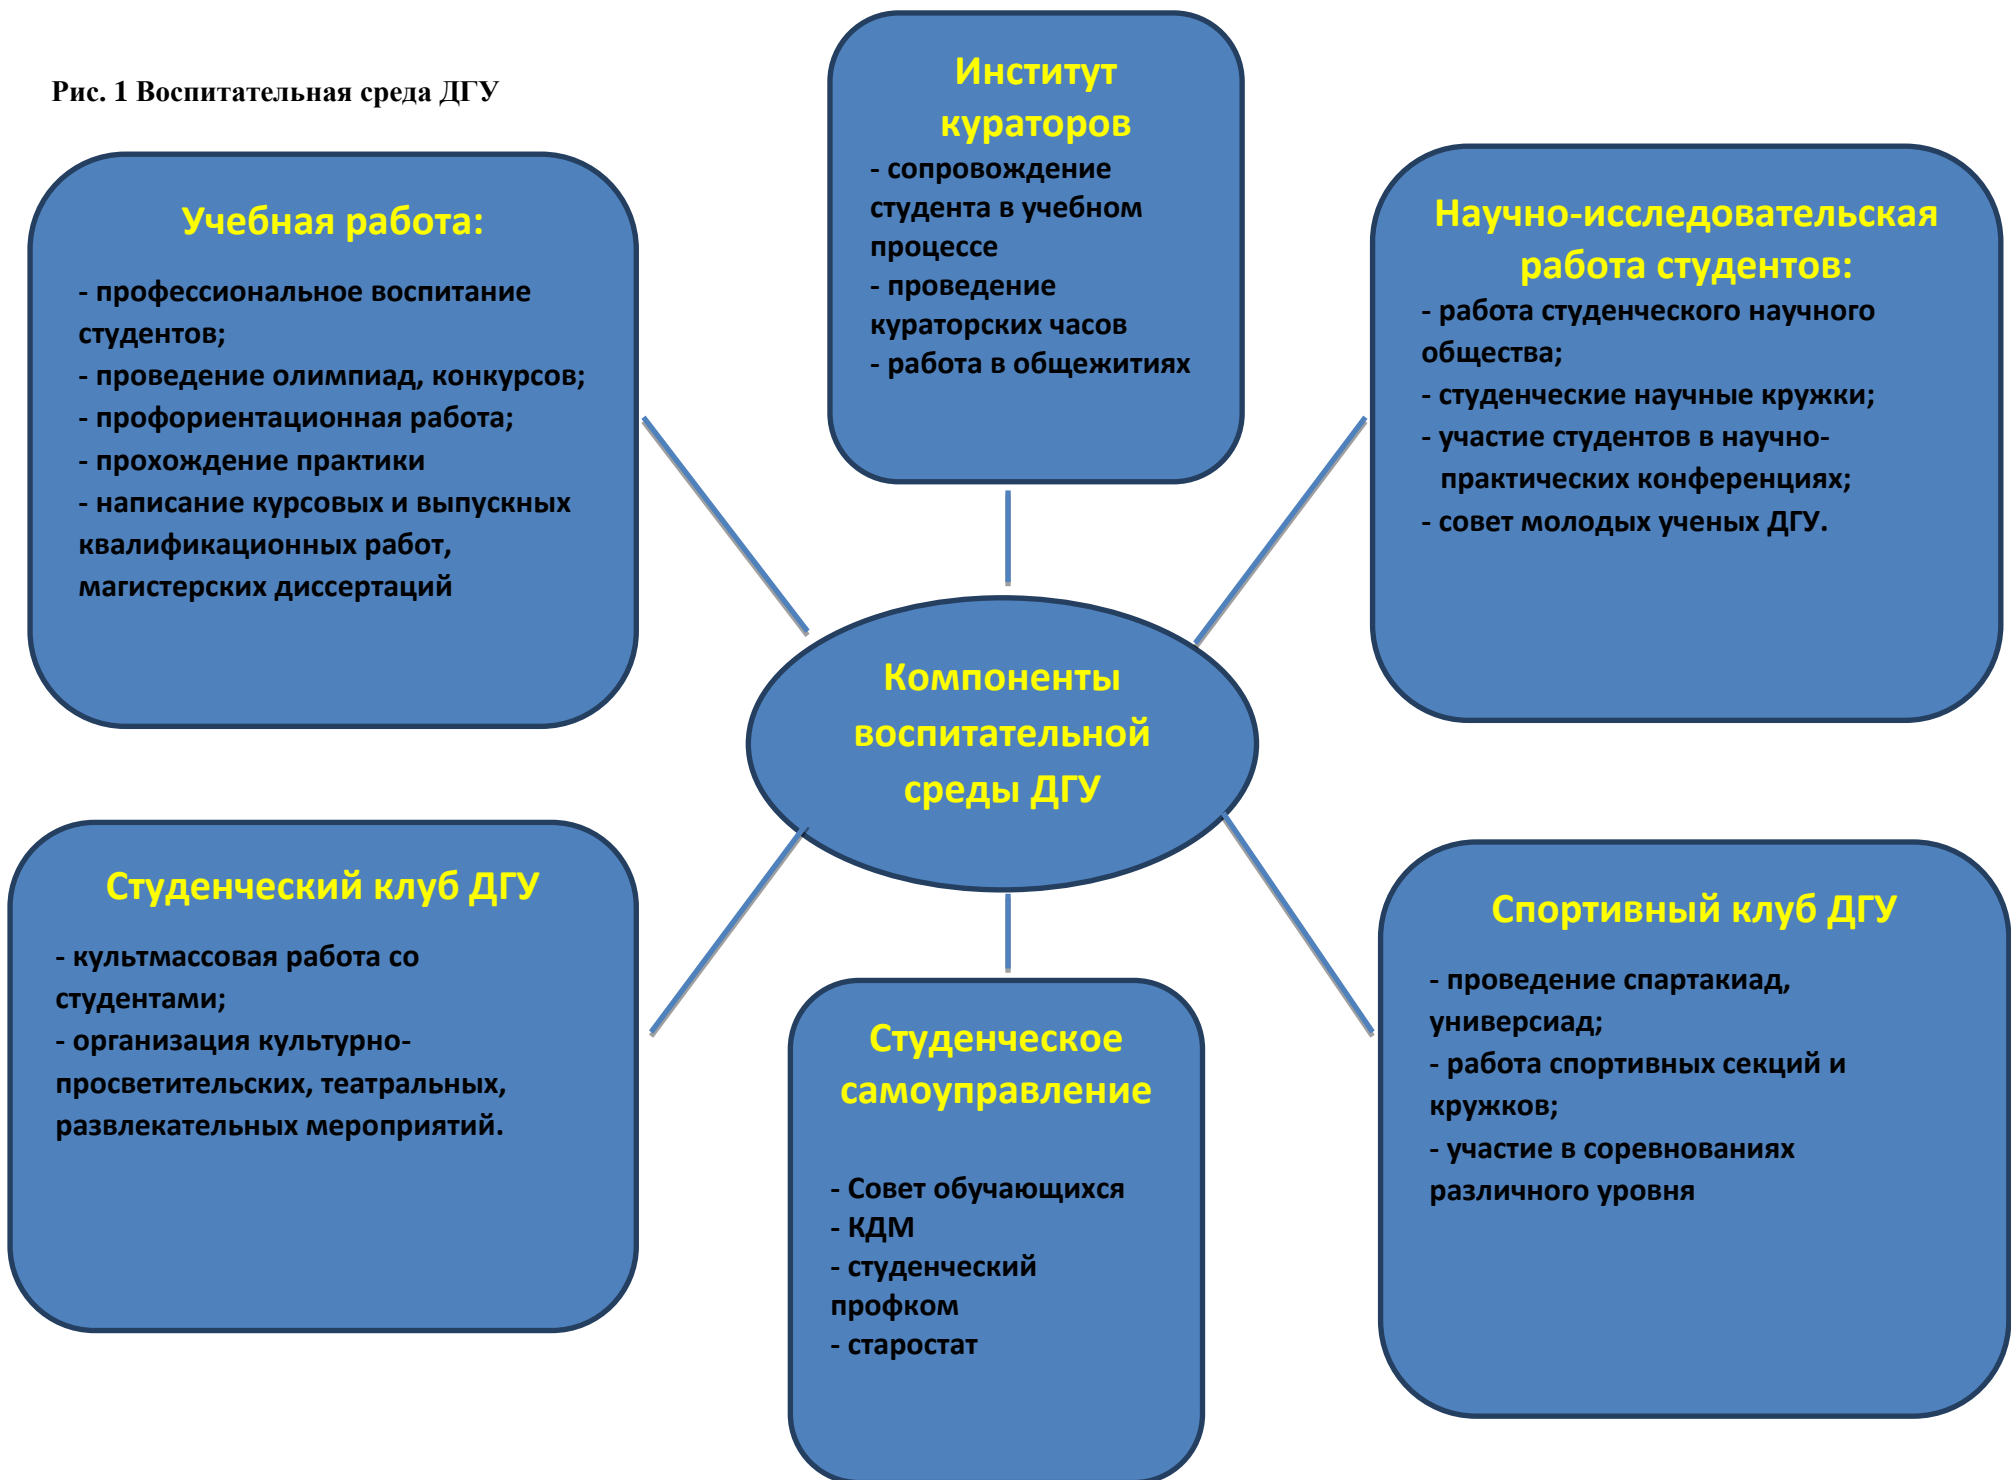 Рис. 1 Воспитательная среда ДГУ
Институт
кураторов
- сопровождение
студента в учебном
процессе
- проведение
кураторских часов
- работа в общежитиях
Учебная работа:
- профессиональное воспитание
студентов;
- проведение олимпиад, конкурсов;
- профориентационная работа;
- прохождение практики
- написание курсовых и выпускных
квалификационных работ,
магистерских диссертаций
Научно-исследовательская
работа студентов:
- работа студенческого научного
общества;
- студенческие научные кружки;
- участие студентов в научно-
практических конференциях;
- совет молодых ученых ДГУ.
Компоненты
воспитательной
среды ДГУ
Студенческий клуб ДГУ
- культмассовая работа со
студентами;
- организация культурно-
просветительских, театральных,
развлекательных мероприятий.
Студенческое
самоуправление
- Совет обучающихся
- КДМ
- студенческий
профком
- старостат
Спортивный клуб ДГУ
- проведение спартакиад,
универсиад;
- работа спортивных секций и
кружков;
- участие в соревнованиях
различного уровня